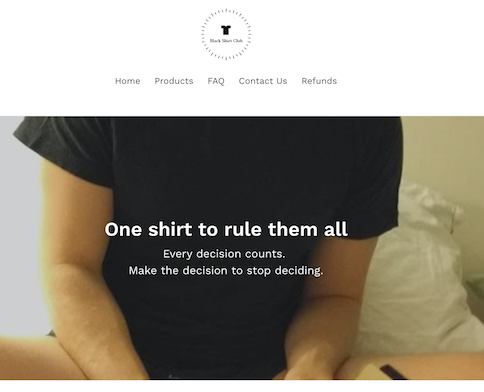 Black Shirt Club
Home Products FAQ Contact Us Refunds
One shirt to rule them all
Every decision counts.
Make the decision to stop deciding.